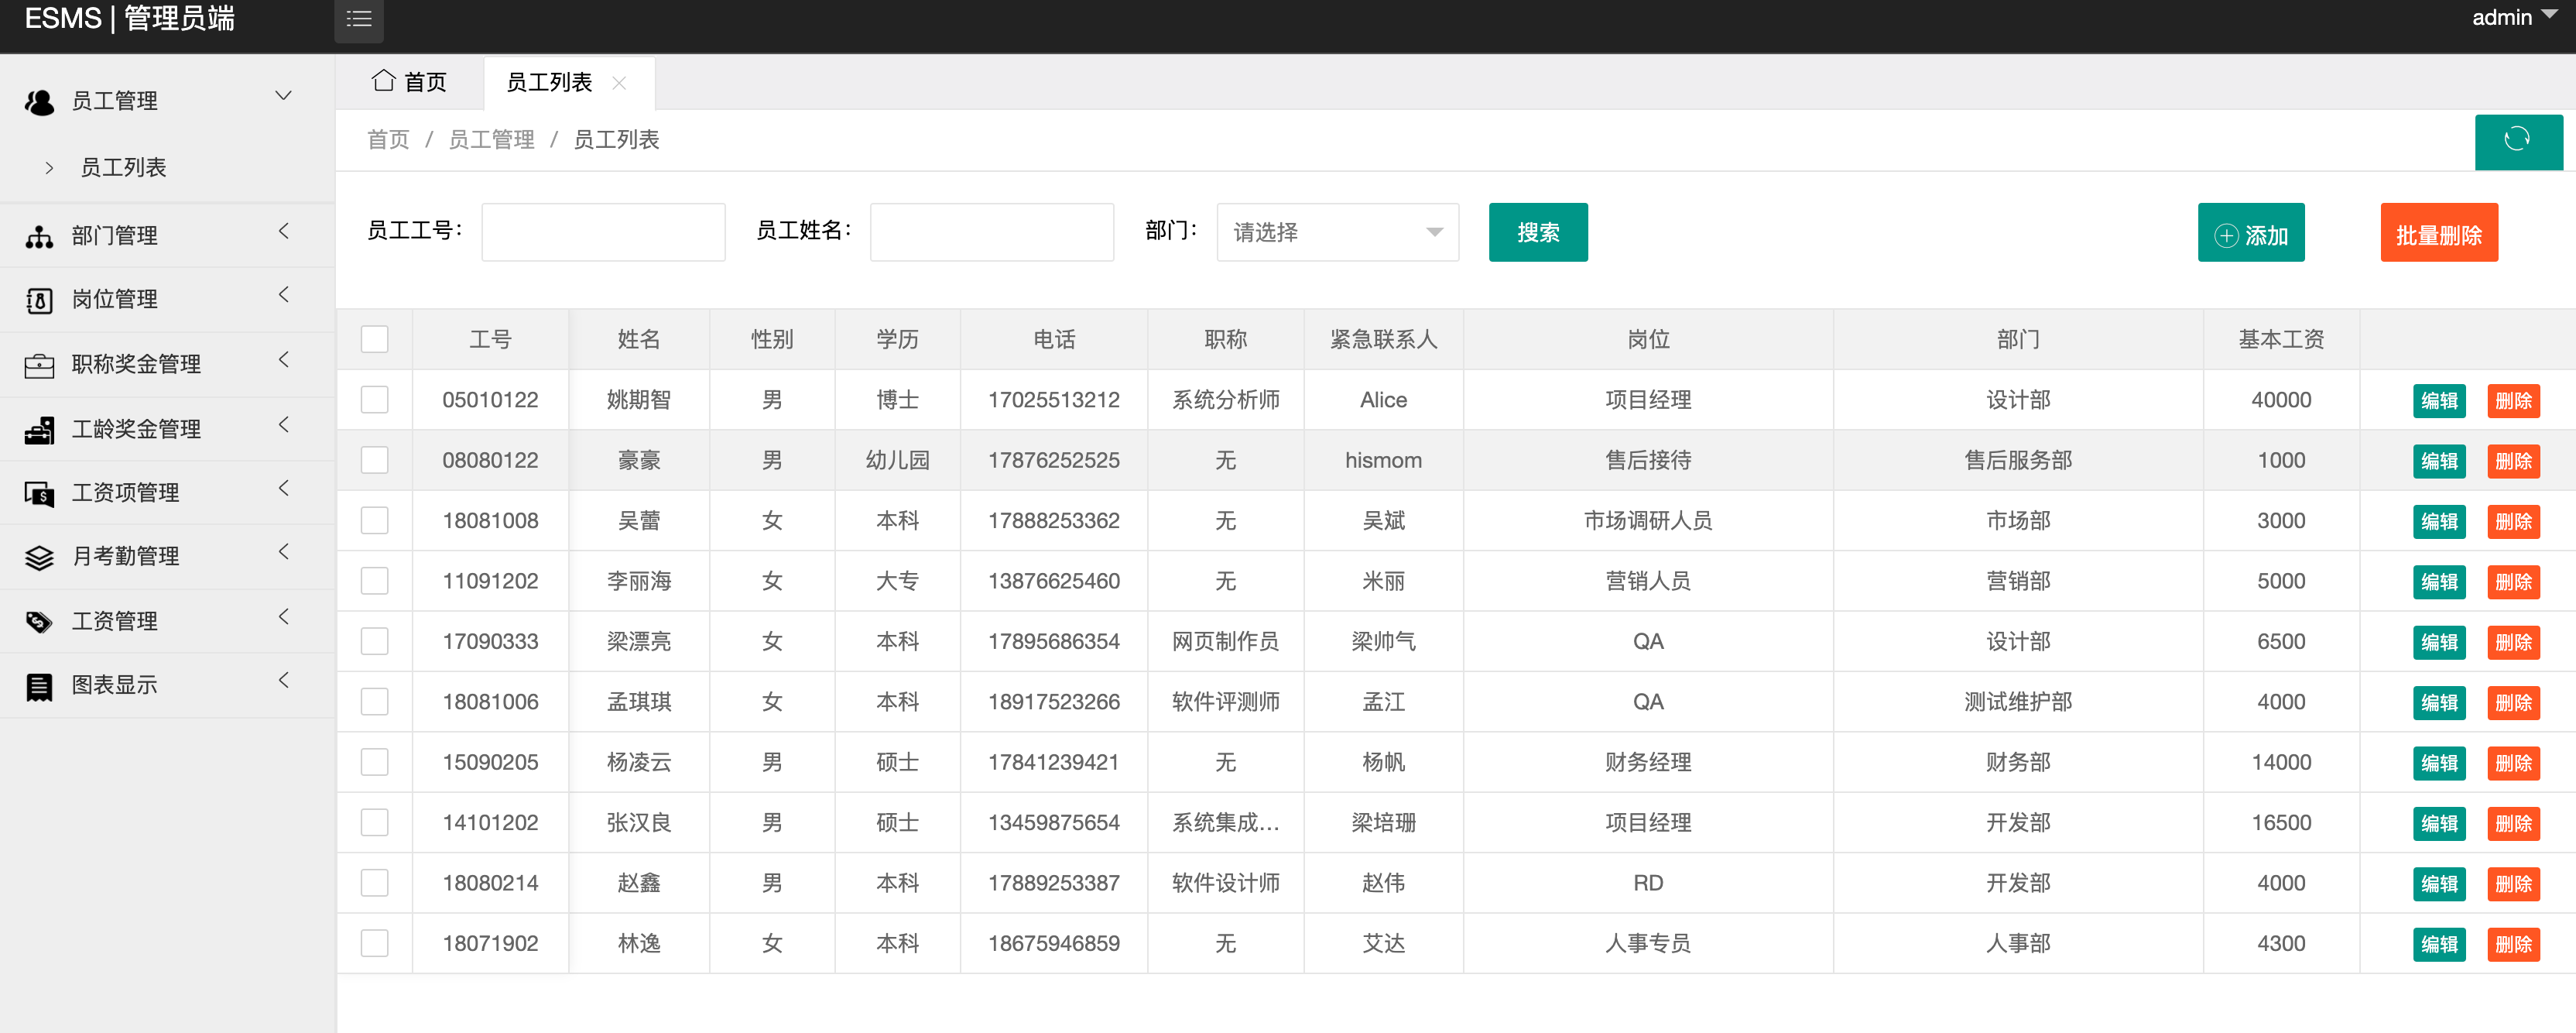 ESMS | 管理员端
admin
员工管理
员工列表
部门管理
岗位管理
职称奖金管理
工龄奖金管理
工资项管理
月考勤管理
工资管理
图表显示
首页 员工列表
首页 / 员工管理 / 员工列表
员工工号： 员工姓名： 部门： 请选择 搜索 添加 批量删除
工号 姓名 性别 学历 电话 职称 紧急联系人 岗位 部门 基本工资
05010122 姚期智 男 博士 17025513212 系统分析师 Alice 项目经理 设计部 40000 编辑 删除
08080122 豪豪 男 幼儿园 17876252525 无 hismom 售后接待 售后服务部 1000 编辑 删除
18081008 吴蕾 女 本科 17888253362 无 吴斌 市场调研人员 市场部 3000 编辑 删除
11091202 李丽海 女 大专 13876625460 无 米丽 营销人员 营销部 5000 编辑 删除
17090333 梁漂亮 女 本科 17895686354 网页制作员 梁帅气 QA 设计部 6500 编辑 删除
18081006 孟琪琪 女 本科 18917523266 软件评测师 孟江 QA 测试维护部 4000 编辑 删除
15090205 杨凌云 男 硕士 17841239421 无 杨帆 财务经理 财务部 14000 编辑 删除
14101202 张汉良 男 硕士 13459875654 系统集成... 梁培珊 项目经理 开发部 16500 编辑 删除
18080214 赵鑫 男 本科 17889253387 软件设计师 赵伟 RD 开发部 4000 编辑 删除
18071902 林逸 女 本科 18675946859 无 艾达 人事专员 人事部 4300 编辑 删除